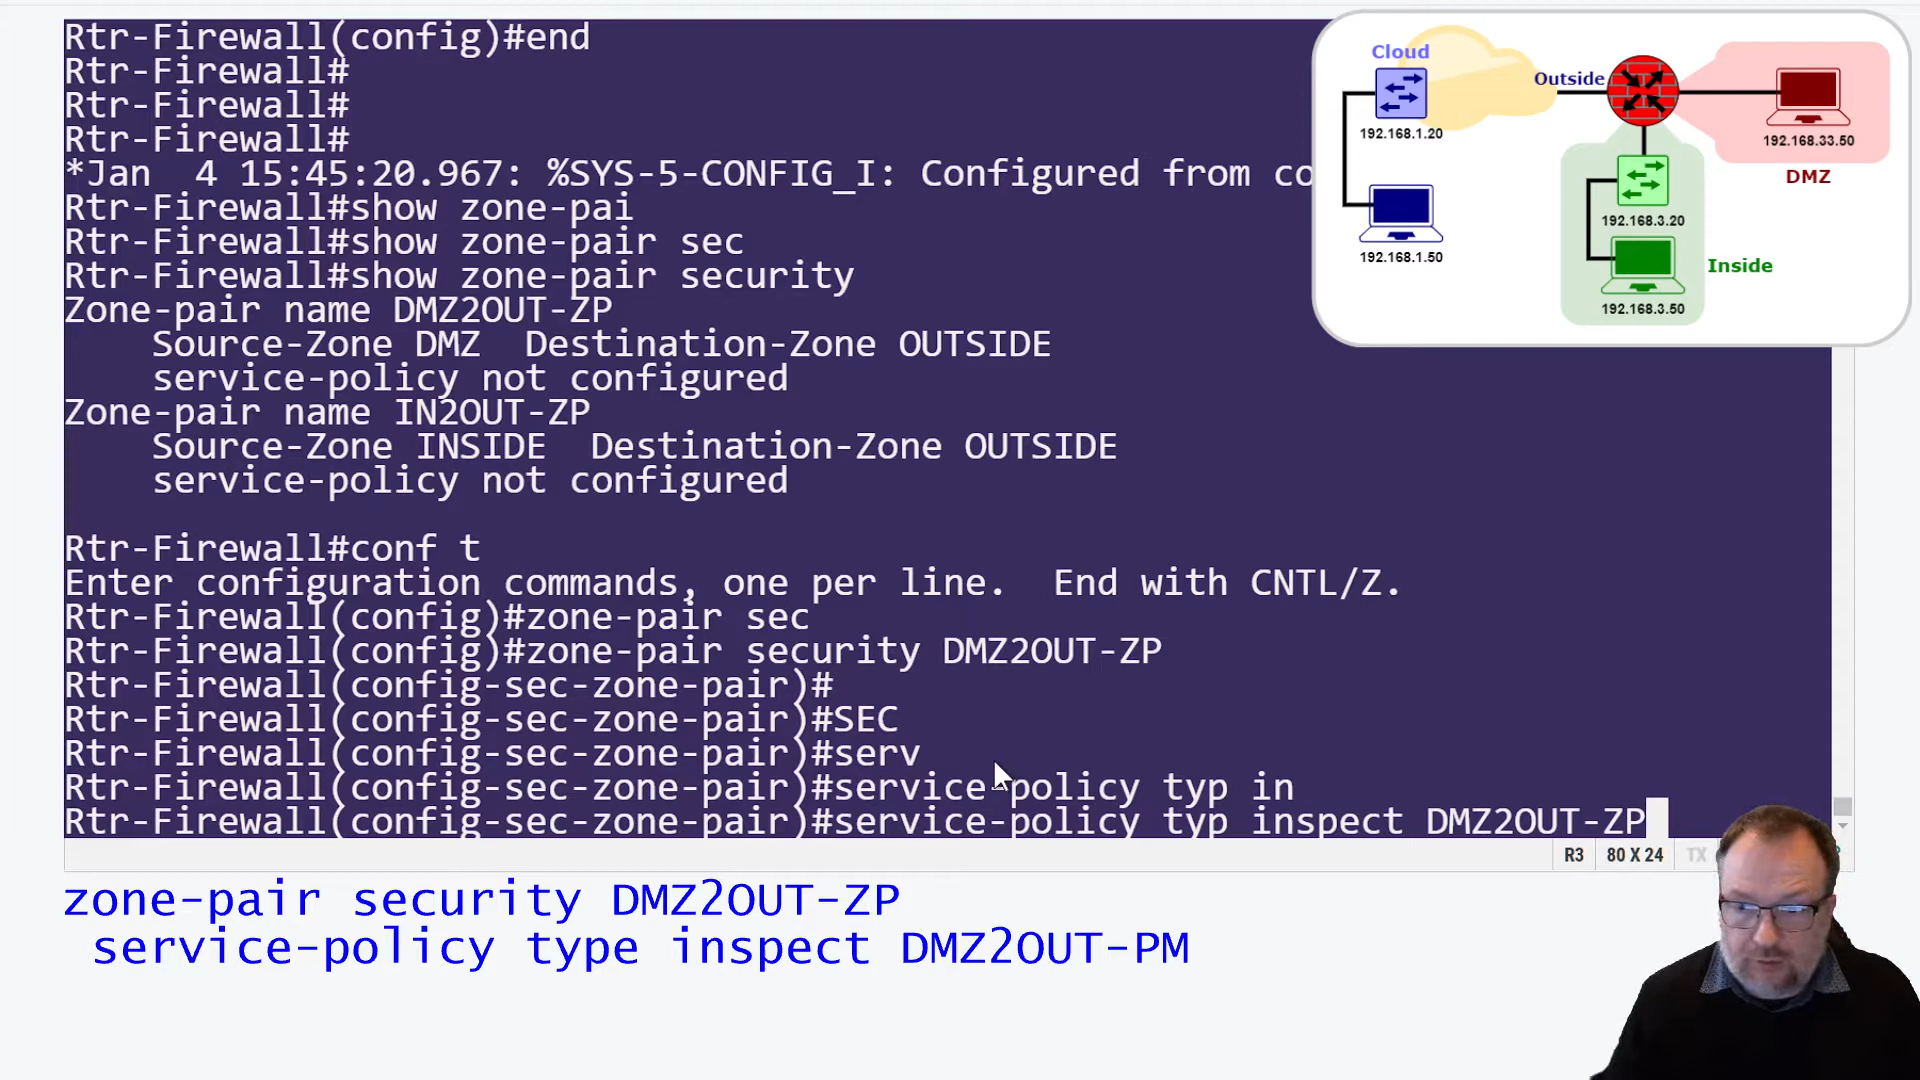 Rtr-Firewall(config)#end
Rtr-Firewall#
Rtr-Firewall#
Rtr-Firewall#
*Jan  4 15:45:20.967: %SYS-5-CONFIG_I: Configured from co
Rtr-Firewall#show zone-pai
Rtr-Firewall#show zone-pair sec
Rtr-Firewall#show zone-pair security
Zone-pair name DMZ2OUT-ZP
    Source-Zone DMZ  Destination-Zone OUTSIDE
    service-policy not configured
Zone-pair name IN2OUT-ZP
    Source-Zone INSIDE  Destination-Zone OUTSIDE
    service-policy not configured
Rtr-Firewall#conf t
Enter configuration commands, one per line.  End with CNTL/Z.
Rtr-Firewall(config)#zone-pair sec
Rtr-Firewall(config)#zone-pair security DMZ2OUT-ZP
Rtr-Firewall(config-sec-zone-pair)#
Rtr-Firewall(config-sec-zone-pair)#SEC
Rtr-Firewall(config-sec-zone-pair)#serv
Rtr-Firewall(config-sec-zone-pair)#service-policy typ in
Rtr-Firewall(config-sec-zone-pair)#service-policy typ inspect DMZ2OUT-ZP
R3 80 X 24 TX
Cloud
Outside
192.168.1.20
192.168.33.50
DMZ
192.168.3.20
192.168.1.50
Inside
192.168.3.50
zone-pair security DMZ2OUT-ZP
 service-policy type inspect DMZ2OUT-PM